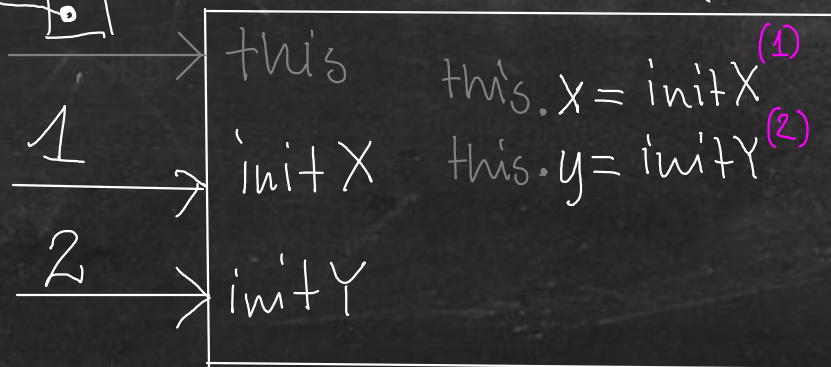 this
this. x = initX (1)
1
initX
this. y = initY (2)
2
initY